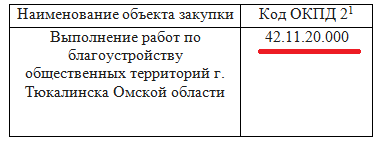 Наименование объекта закупки Код ОКПД 2¹
Выполнение работ по 42.11.20.000
благоустройству
общественных территорий г.
Тюкалинска Омской области